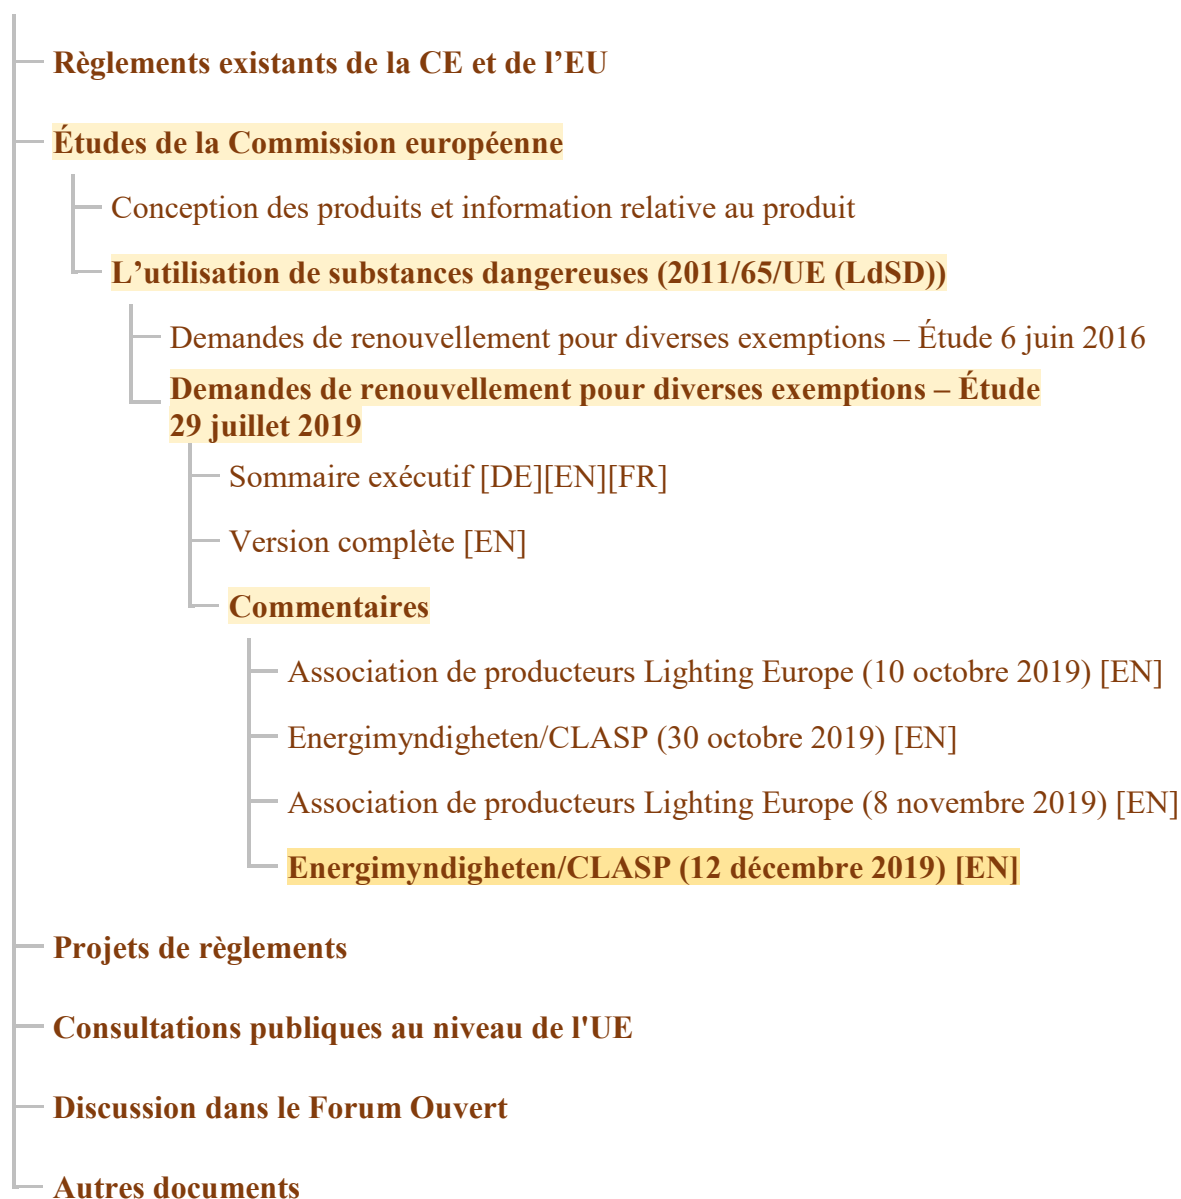 Règlements existants de la CE et de l’EU
Études de la Commission européenne
Conception des produits et information relative au produit
L’utilisation de substances dangereuses (2011/65/UE (LdSD))
Demandes de renouvellement pour diverses exemptions – Étude 6 juin 2016
Demandes de renouvellement pour diverses exemptions – Étude
29 juillet 2019
Sommaire exécutif [DE][EN][FR]
Version complète [EN]
Commentaires
Association de producteurs Lighting Europe (10 octobre 2019) [EN]
Energimyndigheten/CLASP (30 octobre 2019) [EN]
Association de producteurs Lighting Europe (8 novembre 2019) [EN]
Energimyndigheten/CLASP (12 décembre 2019) [EN]
Projets de règlements
Consultations publiques au niveau de l'UE
Discussion dans le Forum Ouvert
Autres documents